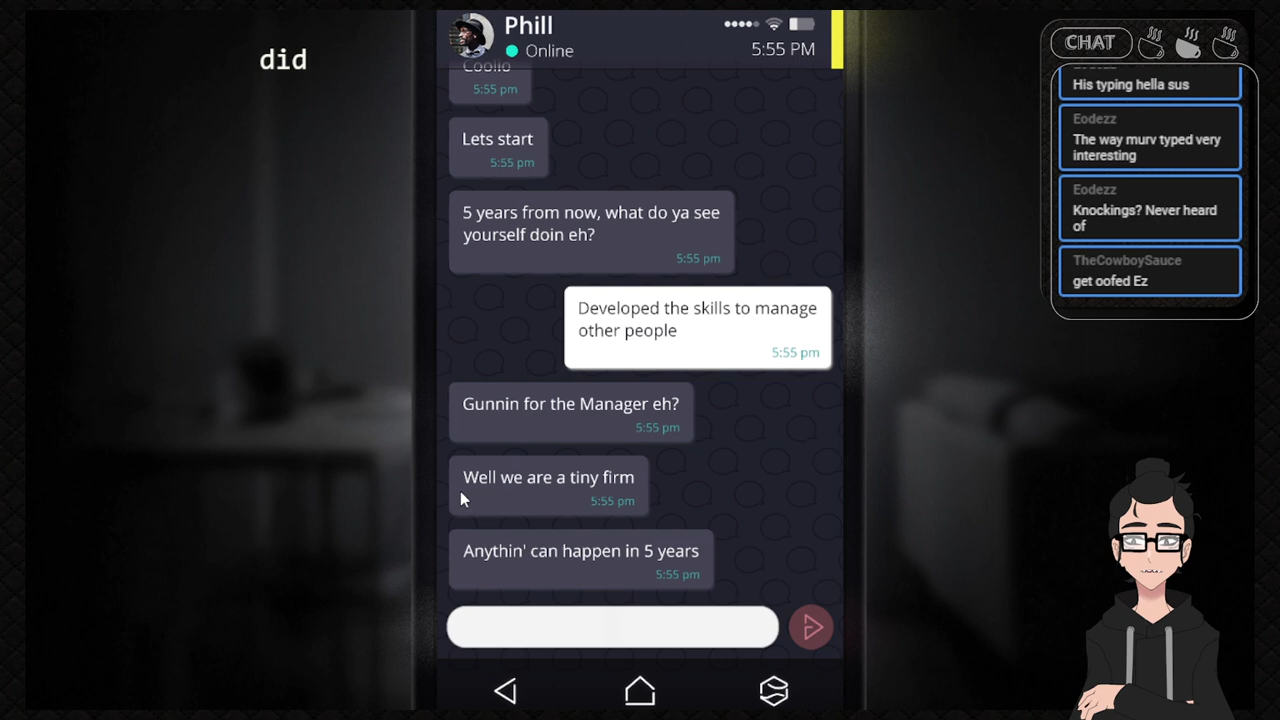 did
Phill
Online
5:55 PM
Coolio
5:55 pm
Lets start
5:55 pm
5 years from now, what do ya see
yourself doin eh?
5:55 pm
Developed the skills to manage
other people
5:55 pm
Gunnin for the Manager eh?
5:55 pm
Well we are a tiny firm
5:55 pm
Anythin' can happen in 5 years
5:55 pm
CHAT
His typing hella sus
Eodezz
The way murv typed very
interesting
Eodezz
Knockings? Never heard
of
TheCowboySauce
get oofed Ez